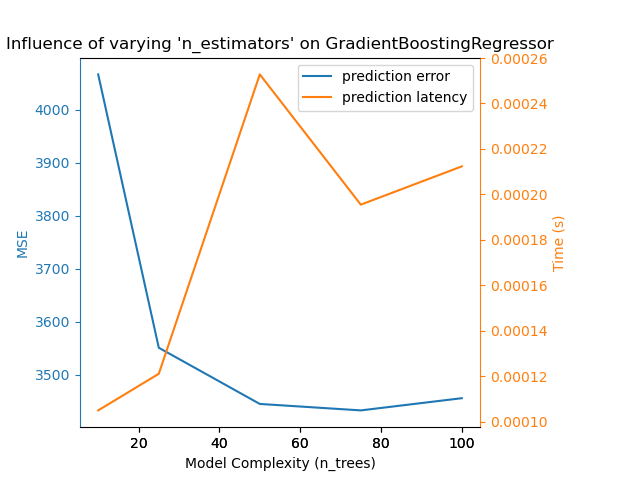 Influence of varying 'n_estimators' on GradientBoostingRegressor
prediction error
prediction latency
4000
3900
3800
3700
3600
3500
MSE
0.00026
0.00024
0.00022
0.00020
0.00018
0.00016
0.00014
0.00012
0.00010
Time (s)
20 40 60 80 100
Model Complexity (n_trees)